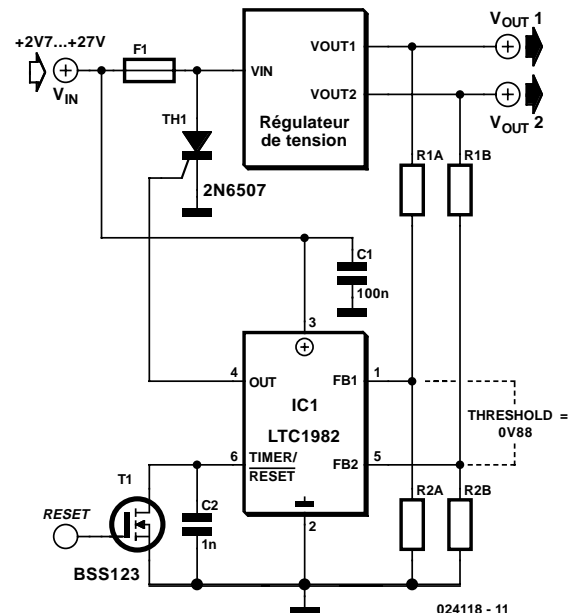 +2V7...+27V
F1
VIN
VOUT1
VOUT 1
VIN
VOUT2
VOUT 2
TH1
Régulateur
de tension
R1A
R1B
2N6507
C1
100n
3
4
OUT
FB1
1
IC1
THRESHOLD =
0V88
LTC1982
6
TIMER/
RESET
FB2
5
T1
R2A
R2B
RESET
C2
1n
2
BSS123
024118 - 11